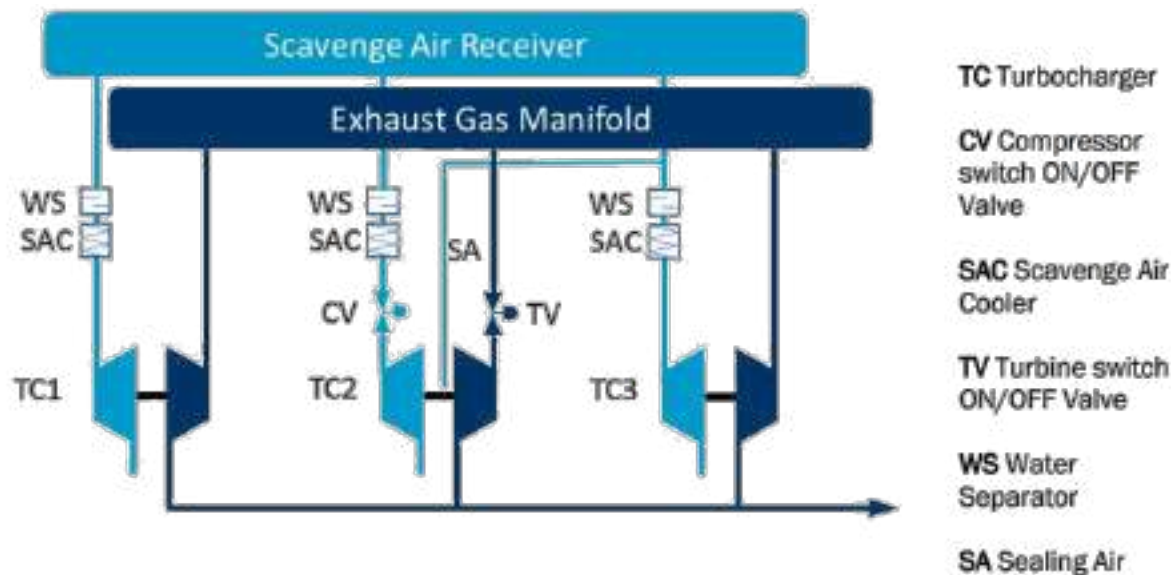 Scavenge Air Receiver
Exhaust Gas Manifold
WS
SAC
WS
SAC
SA
WS
SAC
CV
TV
TC1
TC2
TC3
TC Turbocharger
CV Compressor
switch ON/OFF
Valve
SAC Scavenge Air
Cooler
TV Turbine switch
ON/OFF Valve
WS Water
Separator
SA Sealing Air